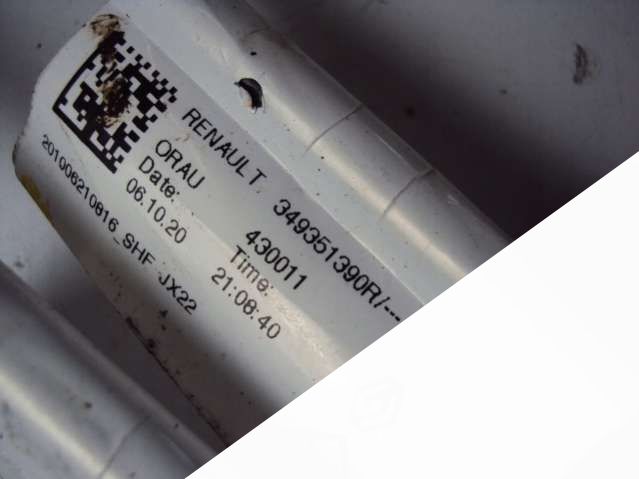 RENAULT 349351390R/---
ORAU 430011
Date: Time:
06.10.20 21:08:40
201006210816_SHF JX22